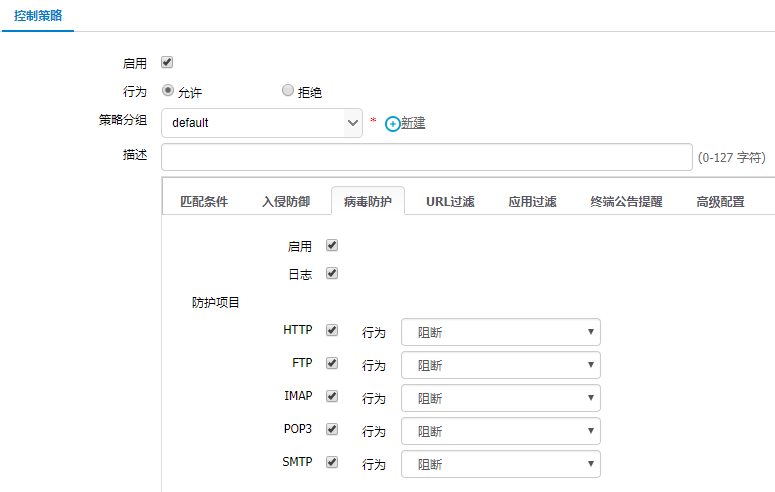 控制策略
启用
行为 允许 拒绝
策略分组 default * 新建
描述 (0-127 字符)
匹配条件 入侵防御 病毒防护 URL过滤 应用过滤 终端公告提醒 高级配置
启用
日志
防护项目
HTTP 行为 阻断
FTP 行为 阻断
IMAP 行为 阻断
POP3 行为 阻断
SMTP 行为 阻断